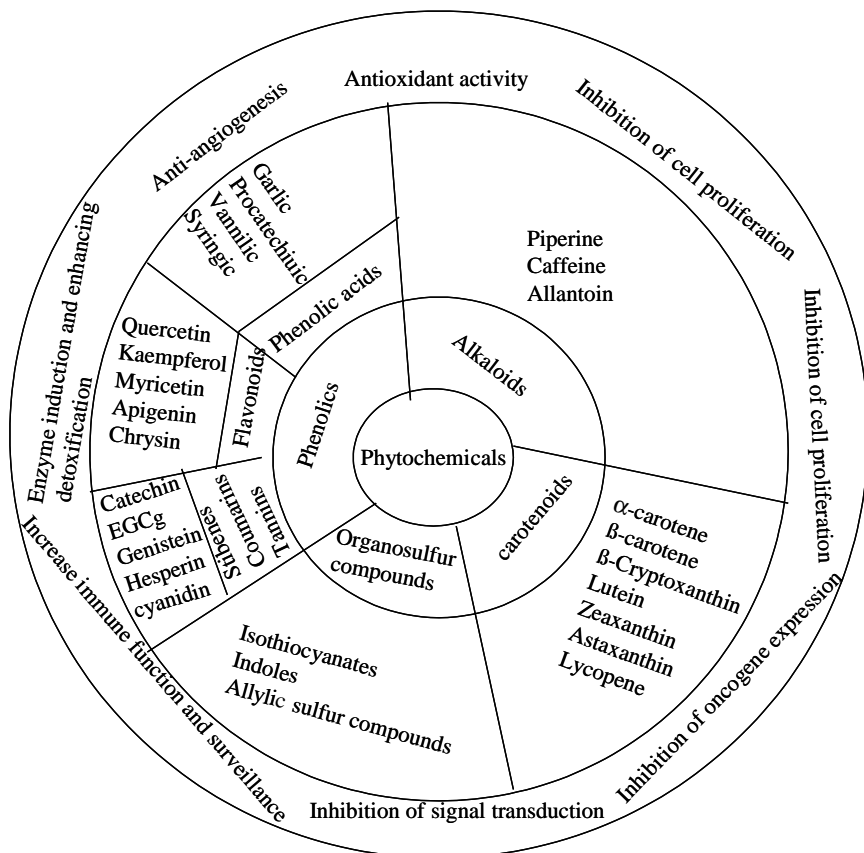 Antioxidant activity
Inhibition of cell proliferation
Inhibition of cell proliferation
Inhibition of oncogene expression
Inhibition of signal transduction
Increase immune function and surveillance
Enzyme induction and enhancing
detoxification
Anti-angiogenesis
Garlic
Procatechiuic
Vannilic
Syringic
Phenolic acids
Piperine
Caffeine
Allantoin
Alkaloids
Quercetin
Kaempferol
Myricetin
Apigenin
Chrysin
Flavonoids
Phenolics
Phytochemicals
Catechin
EGCg
Genistein
Hesperin
cyanidin
Stibenes
Coumarins
Tannins
Organosulfur
compounds
carotenoids
α-carotene
ß-carotene
ß-Cryptoxanthin
Lutein
Zeaxanthin
Astaxanthin
Lycopene
Isothiocyanates
Indoles
Allylic sulfur compounds